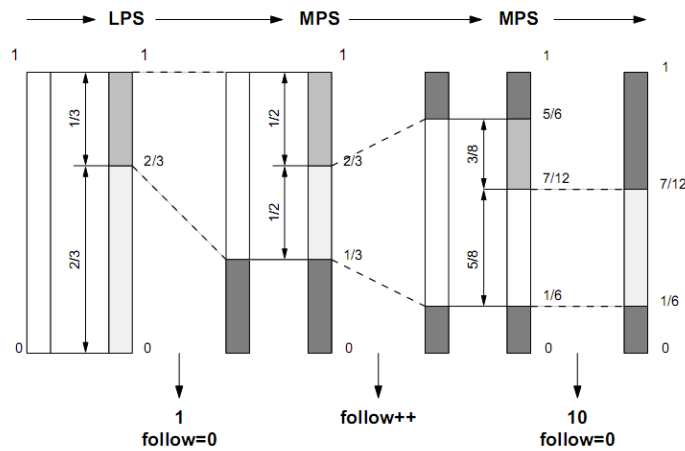 LPS MPS MPS
1 1 1 1 1
1/3 1/2 5/6
3/8
2/3 2/3 7/12 7/12
1/2
2/3 1/3 5/8
1/6 1/6
0 0 0 0 0
1 follow++ 10
follow=0 follow=0